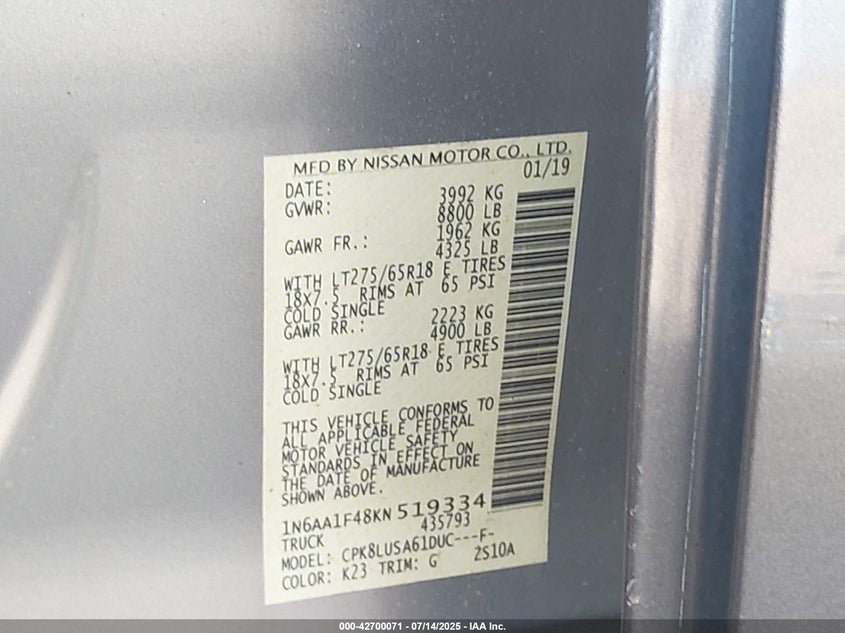 MFD BY NISSAN MOTOR CO., LTD.
DATE: 01/19
GVWR: 3992 KG
8800 LB
GAWR FR.: 1962 KG
4325 LB
WITH LT275/65R18 E TIRES
18X7.5 RIMS AT 65 PSI
COLD SINGLE
GAWR RR.: 2223 KG
4900 LB
WITH LT275/65R18 E TIRES
18X7.5 RIMS AT 65 PSI
COLD SINGLE
THIS VEHICLE CONFORMS TO
ALL APPLICABLE FEDERAL
MOTOR VEHICLE SAFETY
STANDARDS IN EFFECT ON
THE DATE OF MANUFACTURE
SHOWN ABOVE.
1N6AA1F48KN519334
TRUCK 435793
MODEL: CPK8LUSA61DUC---F-
COLOR: K23 TRIM: G 2S10A
000-42700071 - 07/14/2025 - IAA Inc.